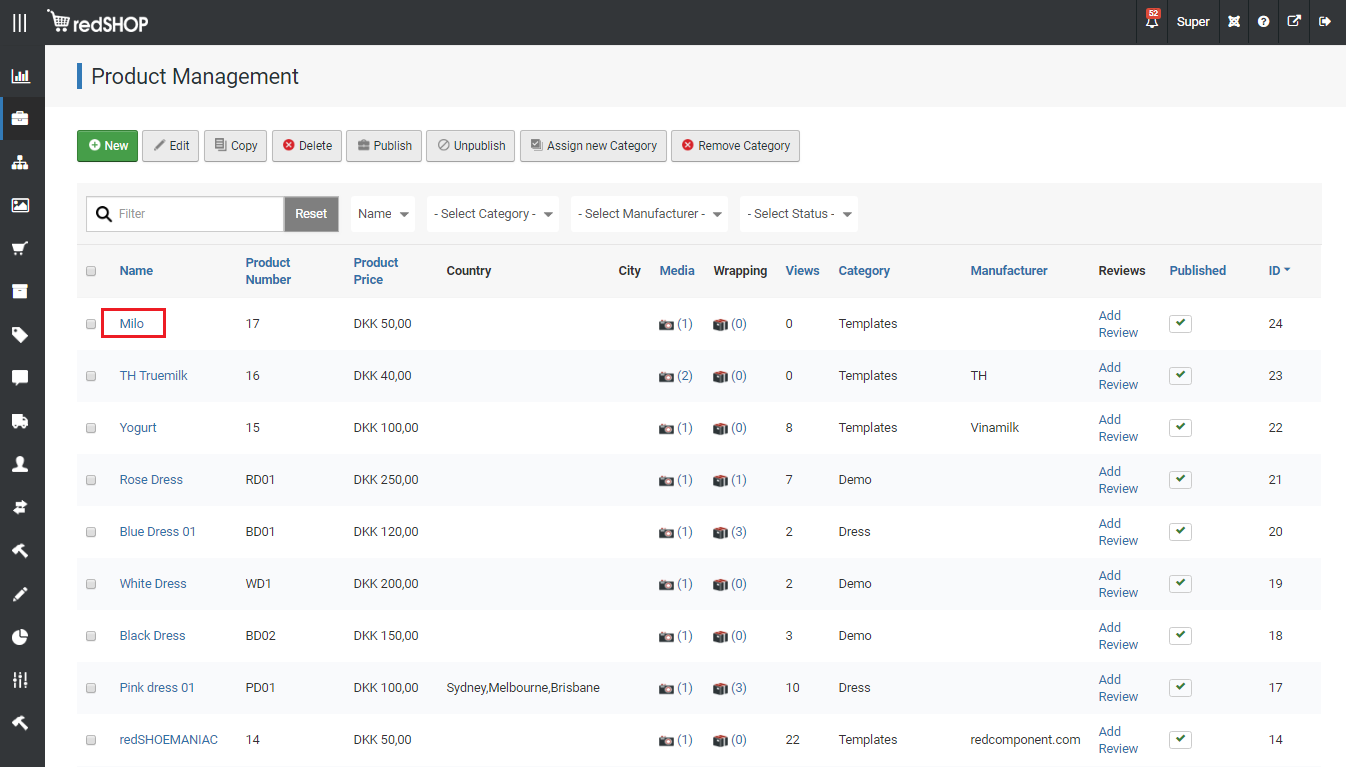 redSHOP
52
Super
Product Management
New Edit Copy Delete Publish Unpublish Assign new Category Remove Category
Filter Reset Name - Select Category - - Select Manufacturer - - Select Status -
Name Product Number Product Price Country City Media Wrapping Views Category Manufacturer Reviews Published ID
Milo 17 DKK 50,00 (1) (0) 0 Templates Add Review 24
TH Truemilk 16 DKK 40,00 (2) (0) 0 Templates TH Add Review 23
Yogurt 15 DKK 100,00 (1) (0) 8 Templates Vinamilk Add Review 22
Rose Dress RD01 DKK 250,00 (1) (1) 7 Demo Add Review 21
Blue Dress 01 BD01 DKK 120,00 (1) (3) 2 Dress Add Review 20
White Dress WD1 DKK 200,00 (1) (0) 2 Demo Add Review 19
Black Dress BD02 DKK 150,00 (1) (0) 3 Demo Add Review 18
Pink dress 01 PD01 DKK 100,00 Sydney,Melbourne,Brisbane (1) (3) 10 Dress Add Review 17
redSHOEMANIAC 14 DKK 50,00 (1) (0) 22 Templates redcomponent.com Add Review 14